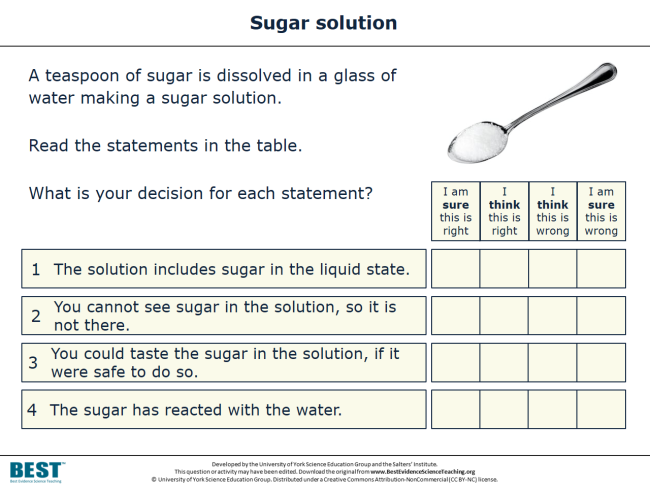 Sugar solution
A teaspoon of sugar is dissolved in a glass of
water making a sugar solution.
Read the statements in the table.
What is your decision for each statement?
I am
sure
this is
right
I
think
this is
right
I
think
this is
wrong
I am
sure
this is
wrong
1 The solution includes sugar in the liquid state.
2 You cannot see sugar in the solution, so it is
not there.
3 You could taste the sugar in the solution, if it
were safe to do so.
4 The sugar has reacted with the water.
BEST™
Best Evidence Science Teaching
Developed by the University of York Science Education Group and the Salters' Institute.
This question or activity may have been edited. Download the original from www.BestEvidenceScienceTeaching.org
© University of York Science Education Group. Distributed under a Creative Commons Attribution-NonCommercial (CC BY-NC) license.